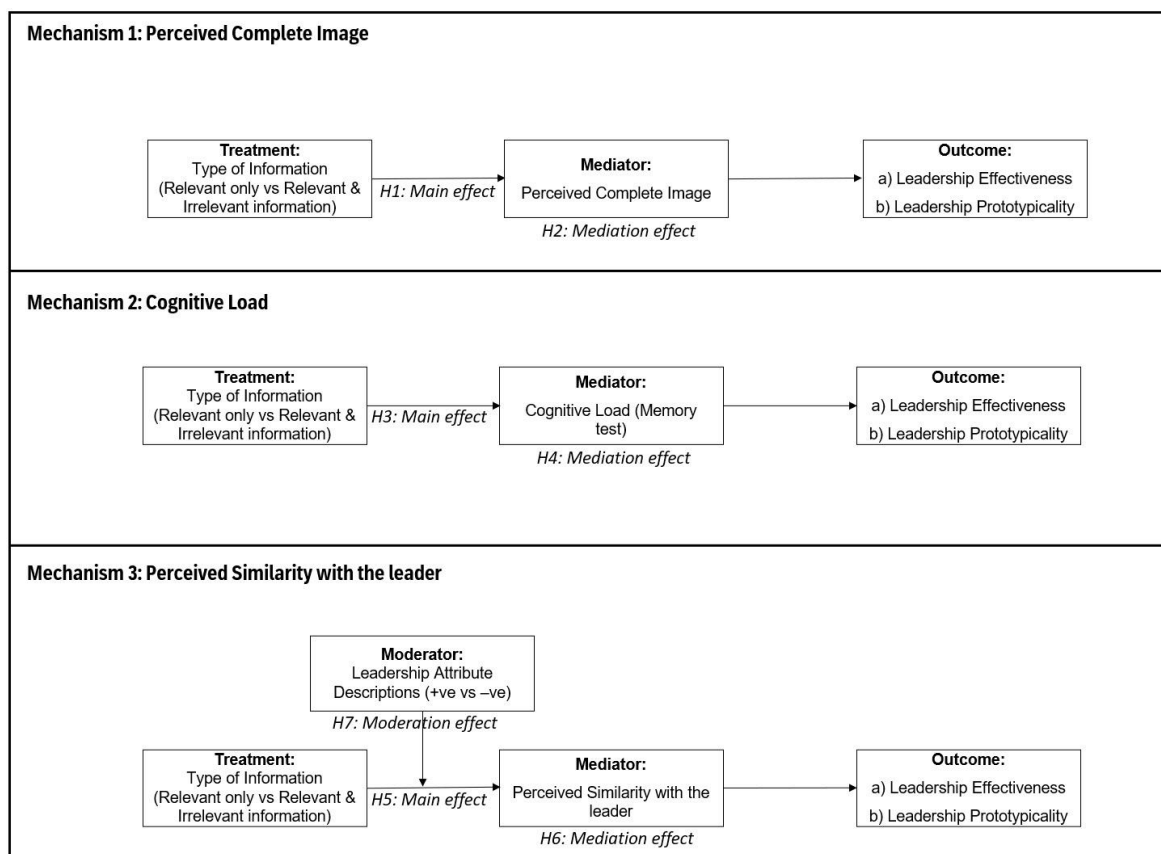 Mechanism 1: Perceived Complete Image
Treatment:
Type of Information
(Relevant only vs Relevant &
Irrelevant information)
H1: Main effect
Mediator:
Perceived Complete Image
H2: Mediation effect
Outcome:
a) Leadership Effectiveness
b) Leadership Prototypicality
Mechanism 2: Cognitive Load
Treatment:
Type of Information
(Relevant only vs Relevant &
Irrelevant information)
H3: Main effect
Mediator:
Cognitive Load (Memory
test)
H4: Mediation effect
Outcome:
a) Leadership Effectiveness
b) Leadership Prototypicality
Mechanism 3: Perceived Similarity with the leader
Moderator:
Leadership Attribute
Descriptions (+ve vs –ve)
H7: Moderation effect
Treatment:
Type of Information
(Relevant only vs Relevant &
Irrelevant information)
H5: Main effect
Mediator:
Perceived Similarity with the
leader
H6: Mediation effect
Outcome:
a) Leadership Effectiveness
b) Leadership Prototypicality